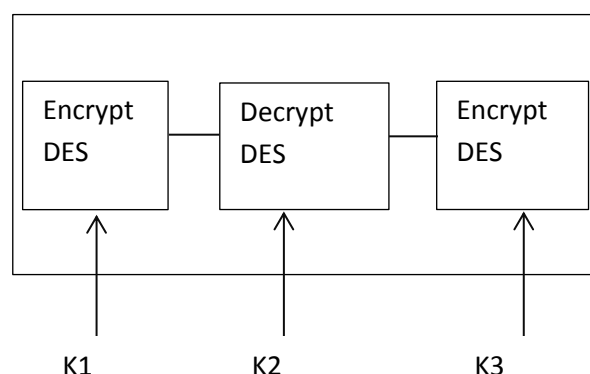 Encrypt
DES
Decrypt
DES
Encrypt
DES
K1
K2
K3